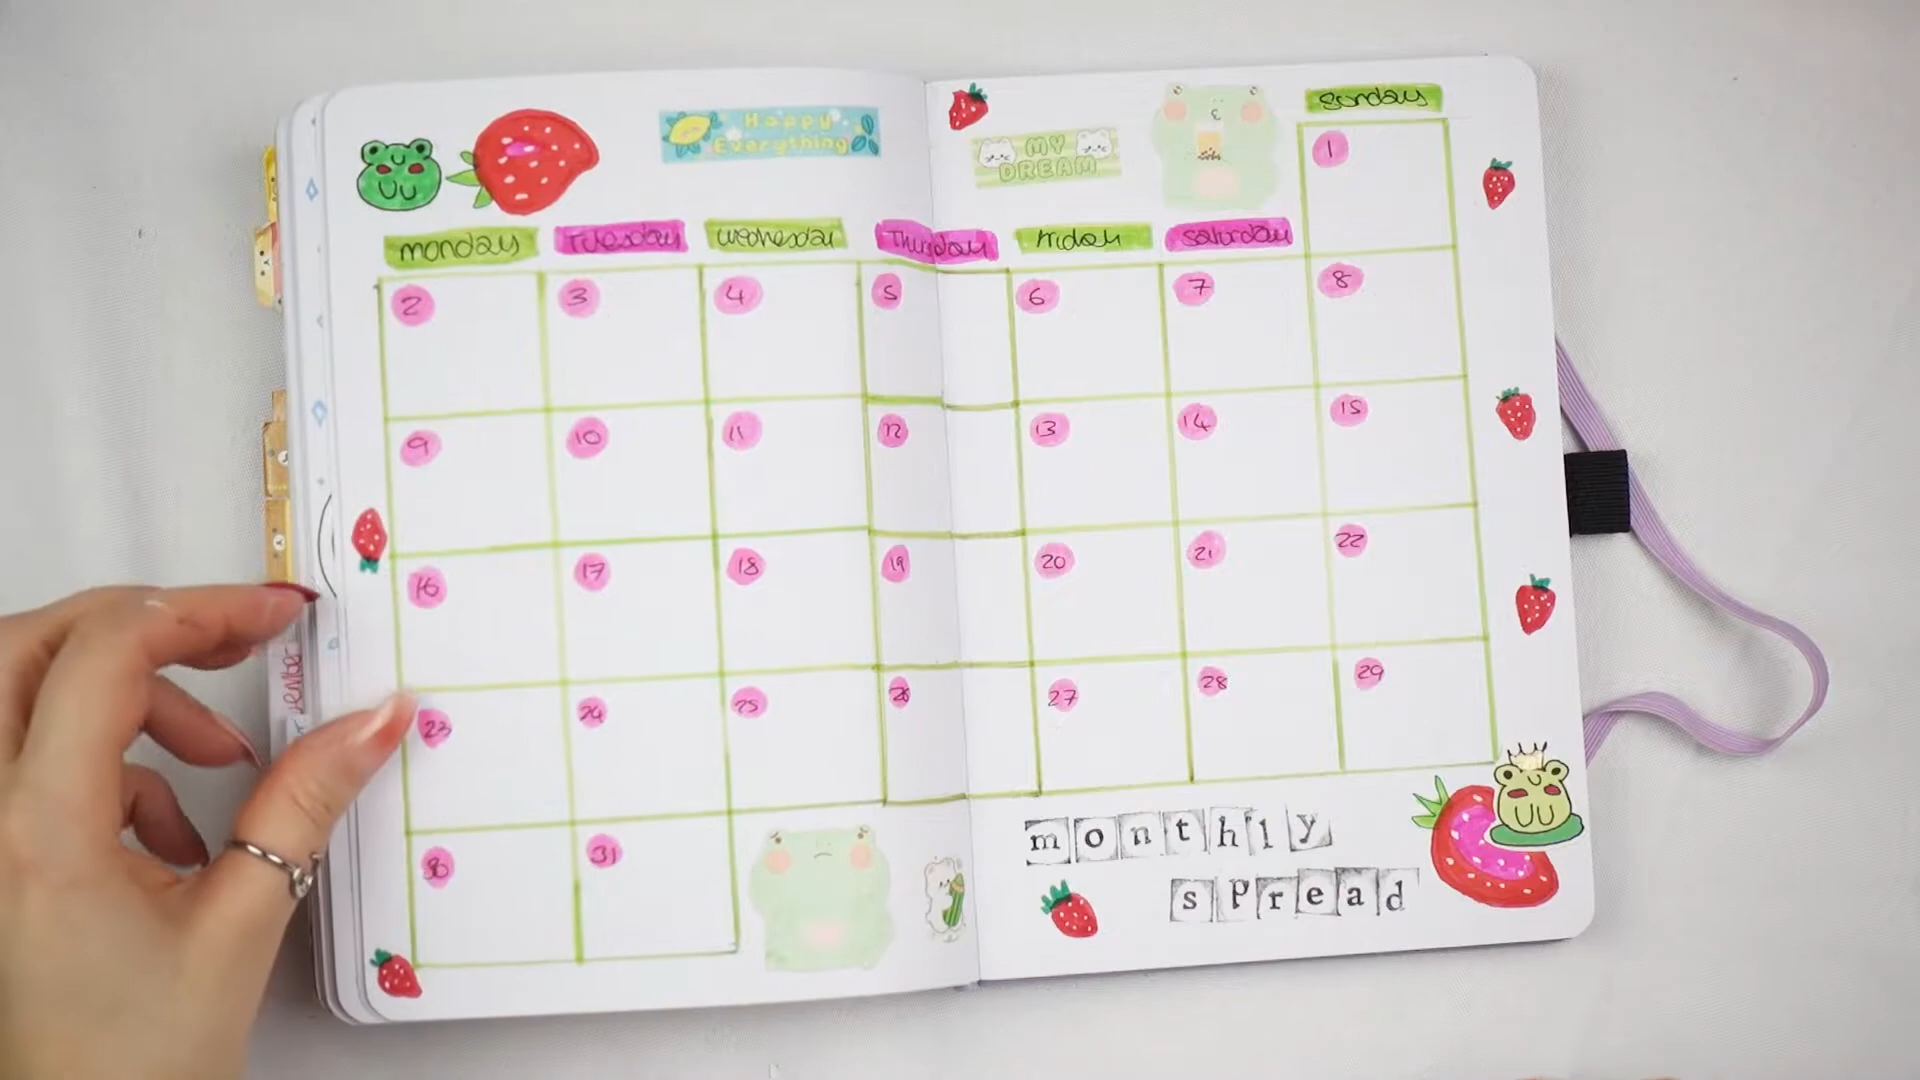 Happy
Everything
MY
DREAM
sunday
monday Tuesday wednesday Thursday friday saturday
1
2 3 4 5 6 7 8
9 10 11 12 13 14 15
16 17 18 19 20 21 22
23 24 25 26 27 28 29
30 31
monthly
spread